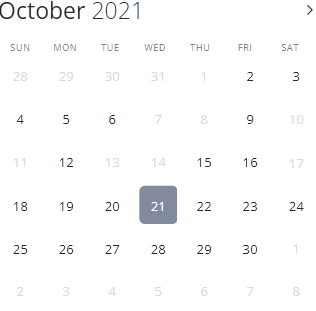 October 2021 >
SUN MON TUE WED THU FRI SAT
28 29 30 31 1 2 3
4 5 6 7 8 9 10
11 12 13 14 15 16 17
18 19 20 21 22 23 24
25 26 27 28 29 30 1
2 3 4 5 6 7 8